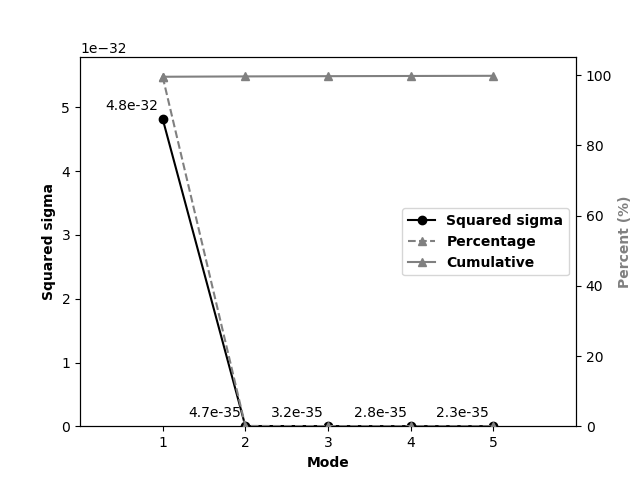 1e−32
5
4
3
2
1
0
Squared sigma
4.8e-32
4.7e-35
3.2e-35
2.8e-35
2.3e-35
Squared sigma
Percentage
Cumulative
100
80
60
40
20
0
Percent (%)
1 2 3 4 5
Mode